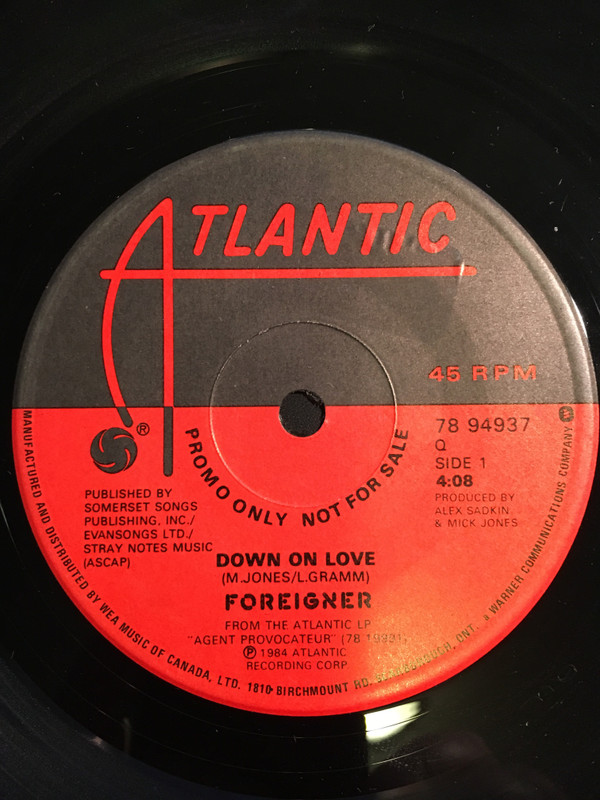 ATLANTIC
45 RPM
®
78 94937
Q
SIDE 1
4:08
PRODUCED BY
ALEX SADKIN
& MICK JONES
PROMO ONLY NOT FOR SALE
PUBLISHED BY
SOMERSET SONGS
PUBLISHING, INC./
EVANSONGS LTD./
STRAY NOTES MUSIC
(ASCAP)
DOWN ON LOVE
(M.JONES/L.GRAMM)
FOREIGNER
FROM THE ATLANTIC LP
"AGENT PROVOCATEUR" (78
℗ 1984 ATLANTIC
RECORDING CORP.
MANUFACTURED AND DISTRIBUTED BY WEA MUSIC OF CANADA, LTD. 1810 BIRCHMOUNT RD. SCARBOROUGH, ONT. a WARNER COMMUNICATIONS COMPANY